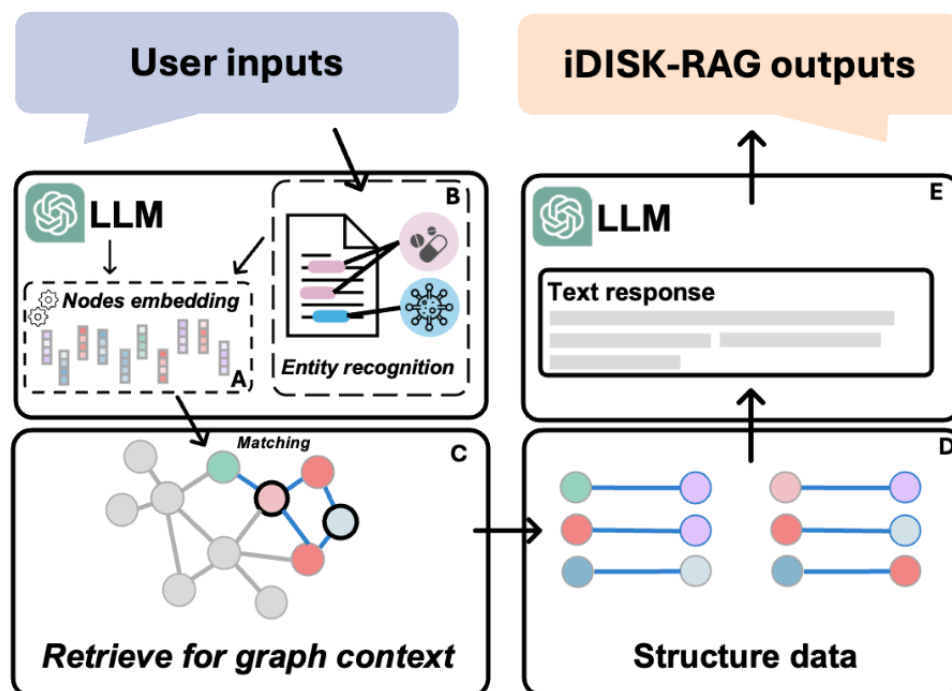 User inputs
iDISK-RAG outputs
LLM
B
Nodes embedding
A
Entity recognition
E
LLM
Text response
Matching
C
Retrieve for graph context
D
Structure data